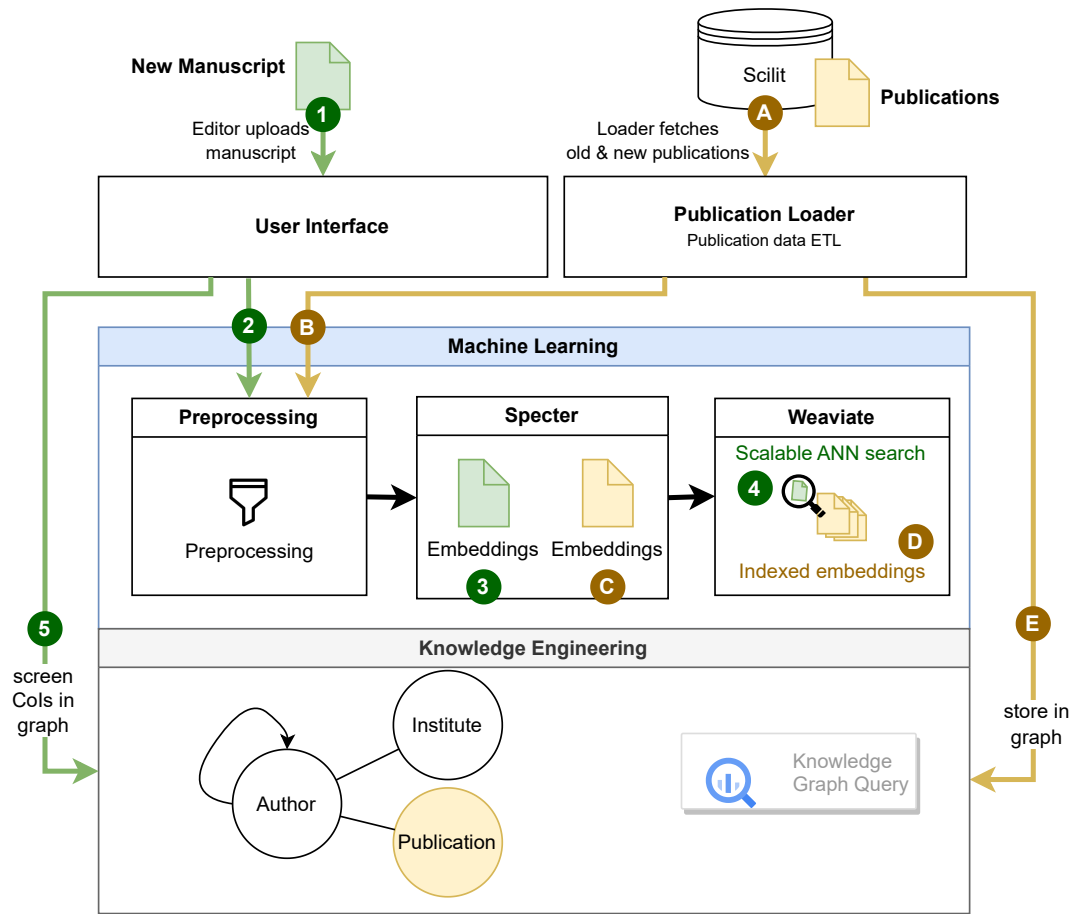 New Manuscript
1
Editor uploads
manuscript
Scilit
Publications
A
Loader fetches
old & new publications
User Interface
Publication Loader
Publication data ETL
2
B
Machine Learning
Preprocessing
Preprocessing
Specter
Embeddings
Embeddings
3
C
Weaviate
Scalable ANN search
4
D
Indexed embeddings
5
screen
CoIs in
graph
E
store in
graph
Knowledge Engineering
Institute
Author
Publication
Knowledge
Graph Query